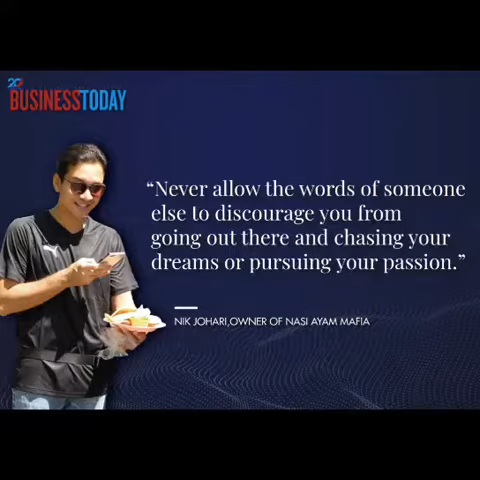 20
BUSINESSTODAY
“Never allow the words of someone
else to discourage you from
going out there and chasing your
dreams or pursuing your passion.”
NIK JOHARI,OWNER OF NASI AYAM MAFIA